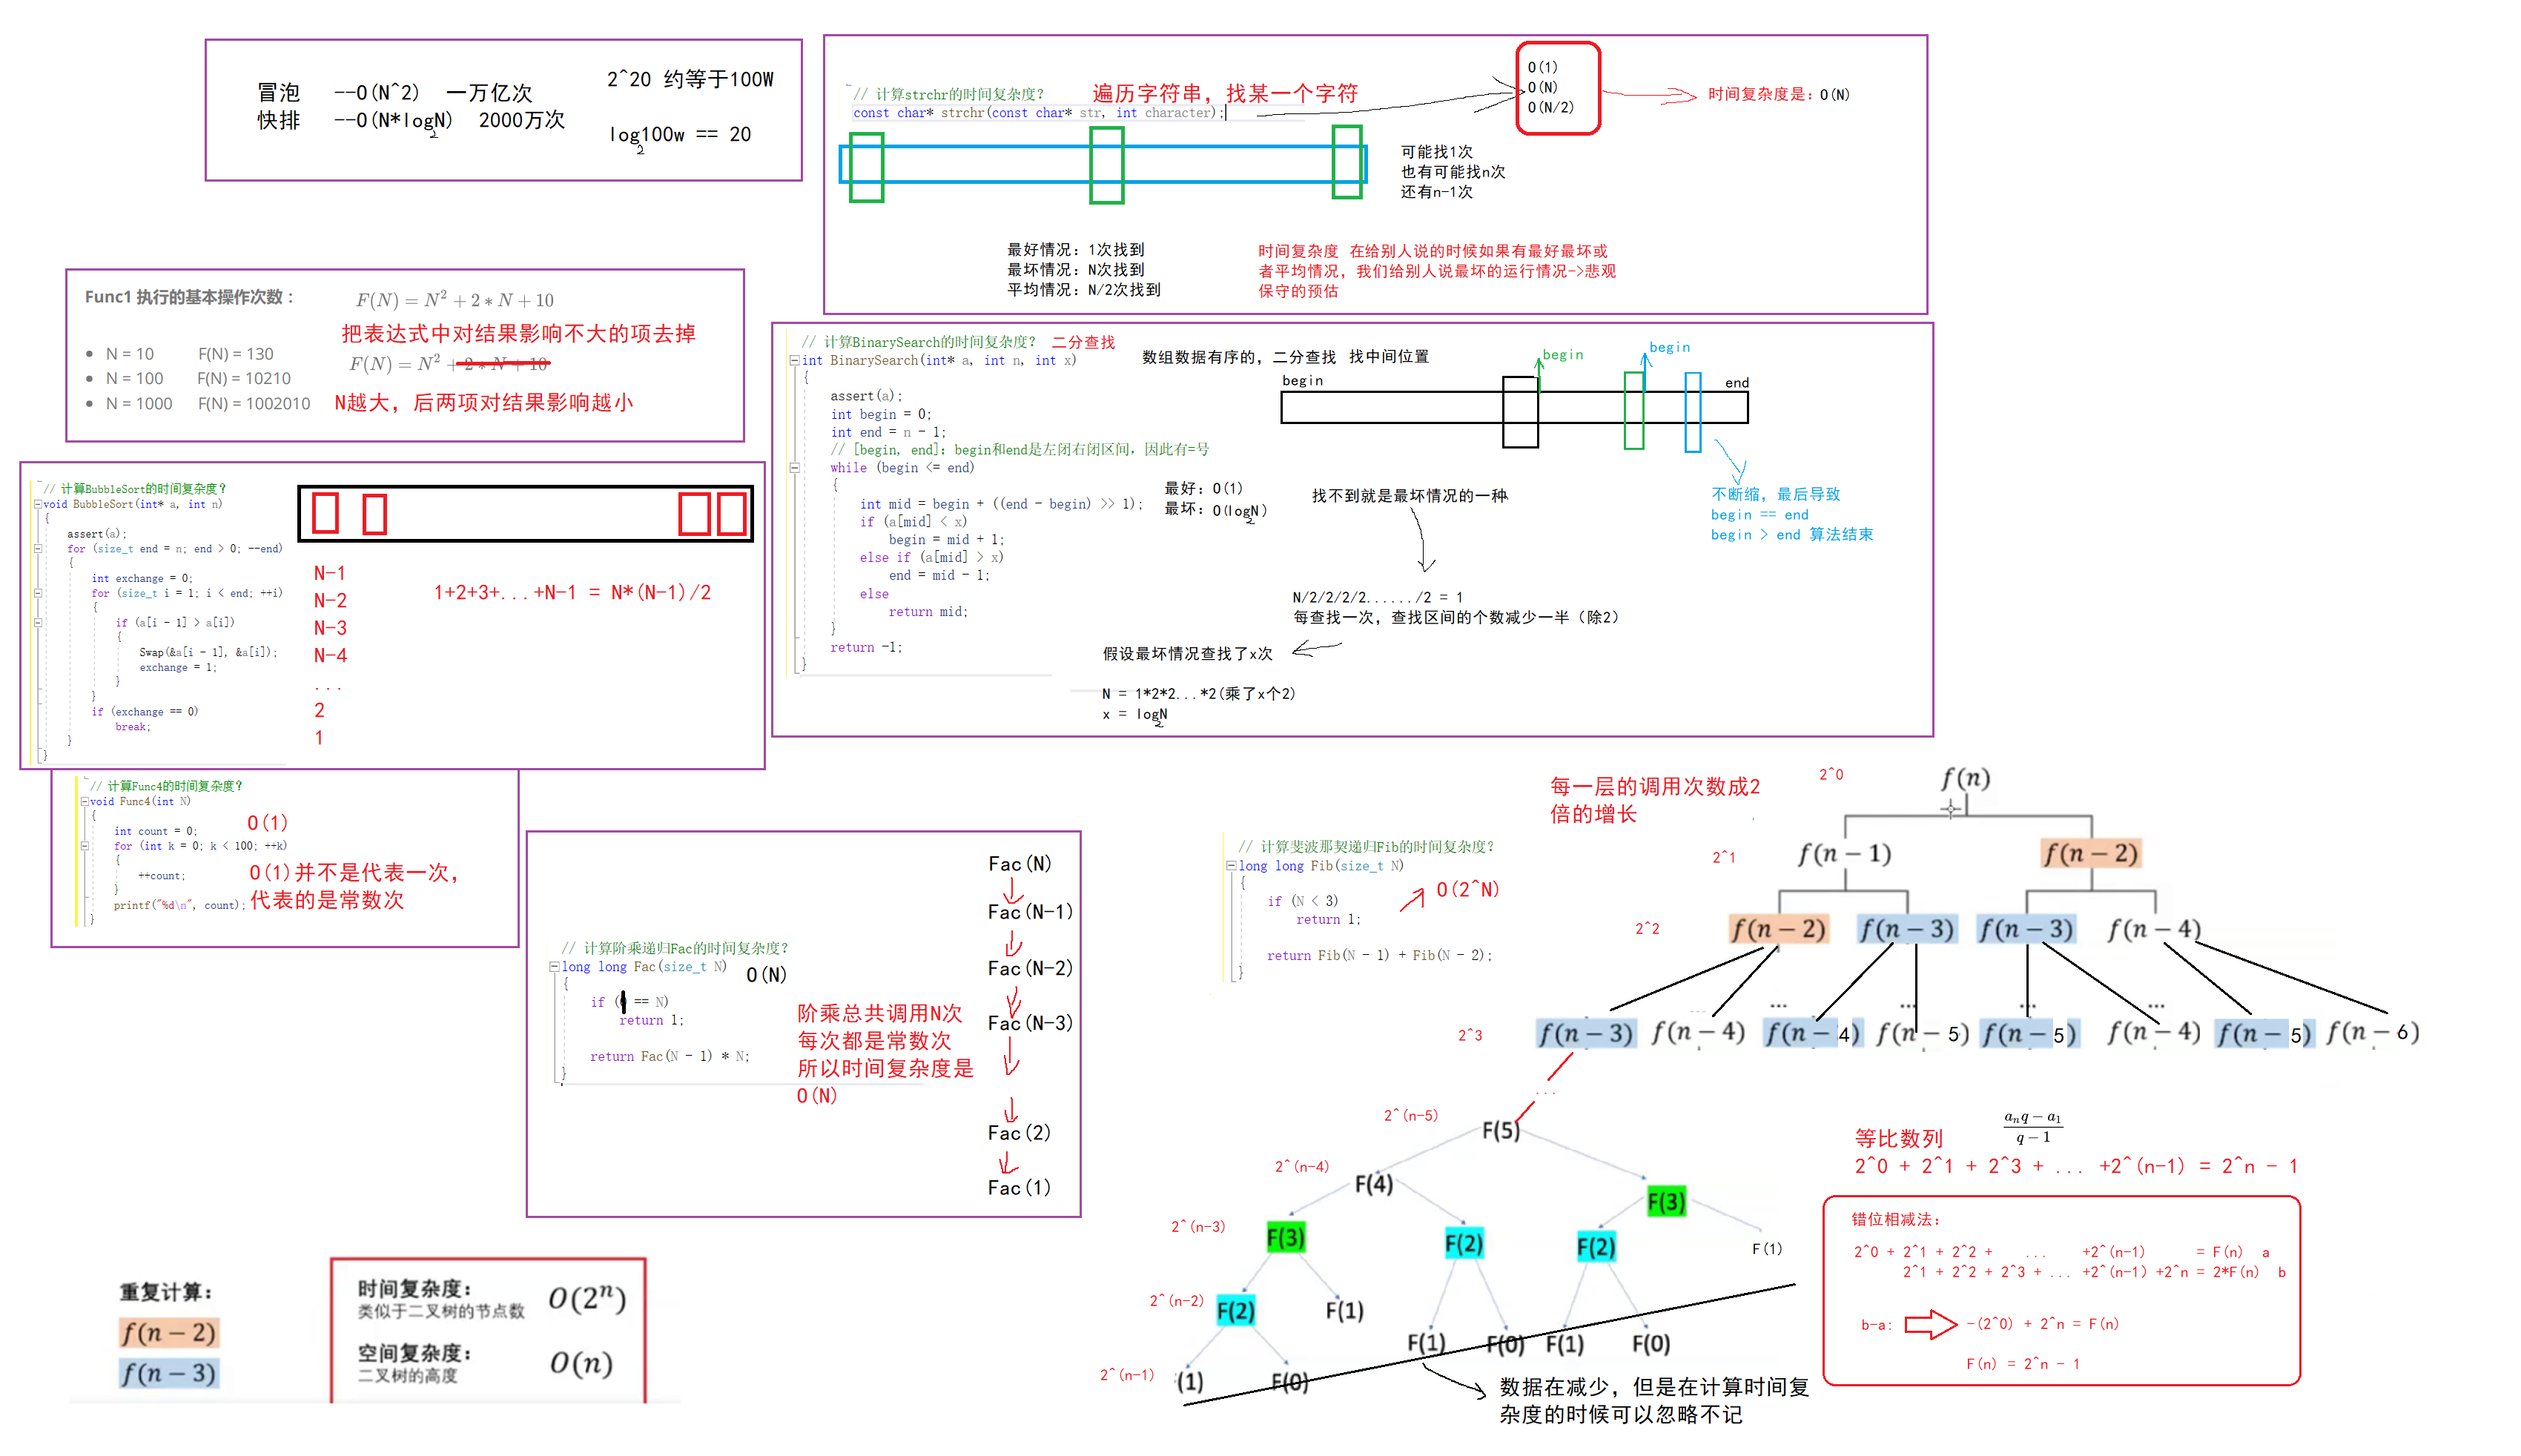 冒泡 --O(N^2) 一万亿次
快排 --O(N*logN) 2000万次
2
2^20 约等于100W
log100w == 20
2
// 计算strchr的时间复杂度?
遍历字符串，找某一个字符
const char* strchr(const char* str, int character);
O(1)
O(N)
O(N/2)
时间复杂度是：O(N)
可能找1次
也有可能找n次
还有n-1次
最好情况：1次找到
最坏情况：N次找到
平均情况：N/2次找到
时间复杂度 在给别人说的时候如果有最好最坏或
者平均情况，我们给别人说最坏的运行情况->悲观
保守的预估
Func1 执行的基本操作次数：
F(N) = N² + 2 * N + 10
把表达式中对结果影响不大的项去掉
F(N) = N² + 2 * N + 10
N = 10 F(N) = 130
N = 100 F(N) = 10210
N = 1000 F(N) = 1002010
N越大，后两项对结果影响越小
// 计算BinarySearch的时间复杂度? 二分查找
int BinarySearch(int* a, int n, int x)
{
assert(a);
int begin = 0;
int end = n - 1;
// [begin, end]：begin和end是左闭右闭区间，因此有=号
while (begin <= end)
{
int mid = begin + ((end - begin) >> 1);
if (a[mid] < x)
begin = mid + 1;
else if (a[mid] > x)
end = mid - 1;
else
return mid;
}
return -1;
}
数组数据有序的，二分查找 找中间位置
begin
begin
begin
end
最好：O(1)
最坏：O(logN)
2
找不到就是最坏情况的一种
不断缩，最后导致
begin == end
begin > end 算法结束
N/2/2/2/2....../2 = 1
每查找一次，查找区间的个数减少一半（除2）
假设最坏情况查找了x次
N = 1*2*2...*2(乘了x个2)
x = logN
2
// 计算BubbleSort的时间复杂度?
void BubbleSort(int* a, int n)
{
assert(a);
for (size_t end = n; end > 0; --end)
{
int exchange = 0;
for (size_t i = 1; i < end; ++i)
{
if (a[i - 1] > a[i])
{
Swap(&a[i - 1], &a[i]);
exchange = 1;
}
}
if (exchange == 0)
break;
}
}
N-1
N-2
N-3
N-4
...
2
1
1+2+3+...+N-1 = N*(N-1)/2
// 计算Func4的时间复杂度?
void Func4(int N)
{
int count = 0;
for (int k = 0; k < 100; ++k)
{
++count;
}
printf("%d\n", count);
}
O(1)
O(1)并不是代表一次，
代表的是常数次
// 计算阶乘递归Fac的时间复杂度?
long long Fac(size_t N)
{
if ( == N)
return 1;
return Fac(N - 1) * N;
}
O(N)
阶乘总共调用N次
每次都是常数次
所以时间复杂度是
O(N)
Fac(N)
Fac(N-1)
Fac(N-2)
Fac(N-3)
Fac(2)
Fac(1)
// 计算斐波那契递归Fib的时间复杂度?
long long Fib(size_t N)
{
if (N < 3)
return 1;
return Fib(N - 1) + Fib(N - 2);
}
O(2^N)
每一层的调用次数成2
倍的增长
2^0 f(n)
2^1 f(n − 1) f(n − 2)
2^2 f(n − 2) f(n − 3) f(n − 3) f(n − 4)
... ... ... ... ...
2^3 f(n − 3) f(n − 4) f(n − 4) f(n − 5) f(n − 5) f(n − 4) f(n − 5) f(n − 6)
...
2^(n-5) F(5)
2^(n-4) F(4) F(3)
2^(n-3) F(3) F(2) F(2) F(1)
2^(n-2) F(2) F(1) F(1) F(0) F(1) F(0)
2^(n-1) (1) F(0)
数据在减少，但是在计算时间复
杂度的时候可以忽略不记
等比数列
aₙq − a₁
q − 1
2^0 + 2^1 + 2^3 + ... +2^(n-1) = 2^n - 1
错位相减法：
2^0 + 2^1 + 2^2 + ... +2^(n-1) = F(n) a
2^1 + 2^2 + 2^3 + ... +2^(n-1) +2^n = 2*F(n) b
b-a: -(2^0) + 2^n = F(n)
F(n) = 2^n - 1
重复计算：
f(n − 2)
f(n − 3)
时间复杂度： O(2ⁿ)
类似于二叉树的节点数
空间复杂度： O(n)
二叉树的高度